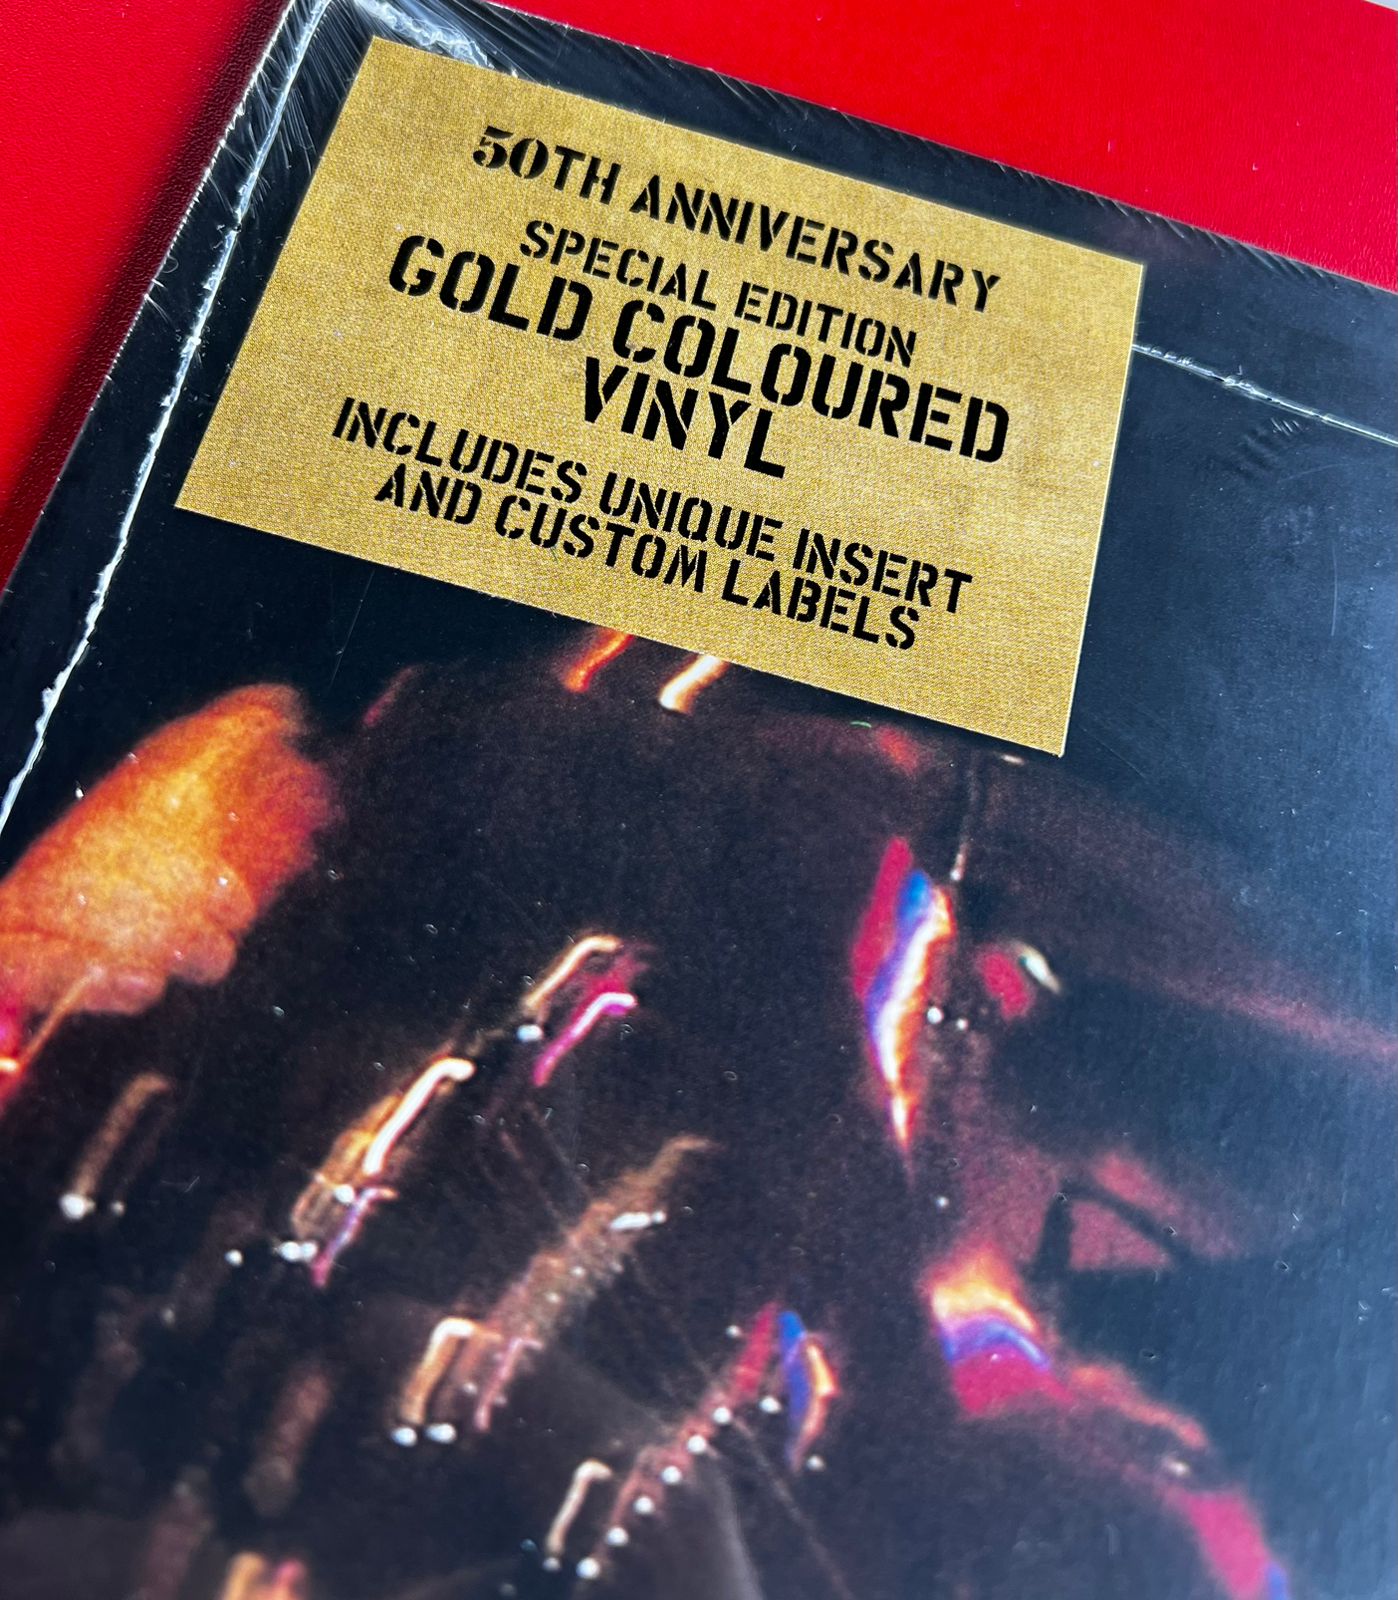 50TH ANNIVERSARY
SPECIAL EDITION
GOLD COLOURED
VINYL
INCLUDES UNIQUE INSERT
AND CUSTOM LABELS